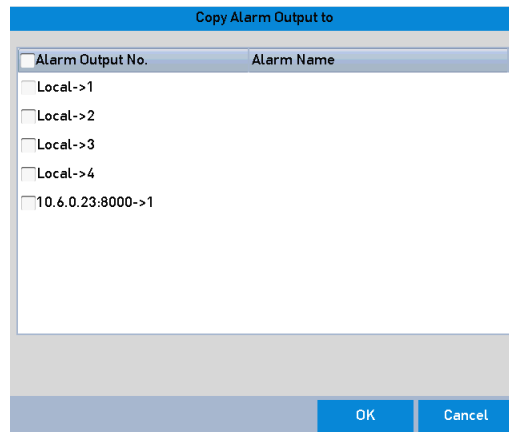 Copy Alarm Output to
Alarm Output No. Alarm Name
Local->1
Local->2
Local->3
Local->4
10.6.0.23:8000->1
OK Cancel